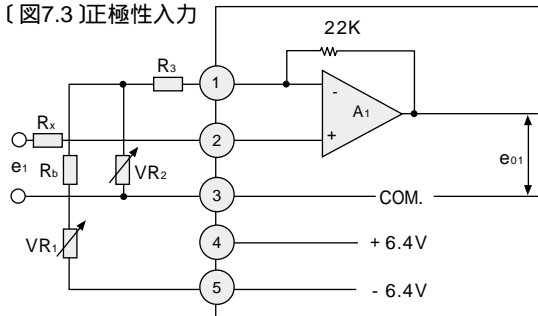 〔図7.3〕正極性入力
22K
R3
1
-
A1
+
Rx
2
e1
Rb
VR2
e01
3
COM.
VR1
4
+ 6.4V
5
- 6.4V